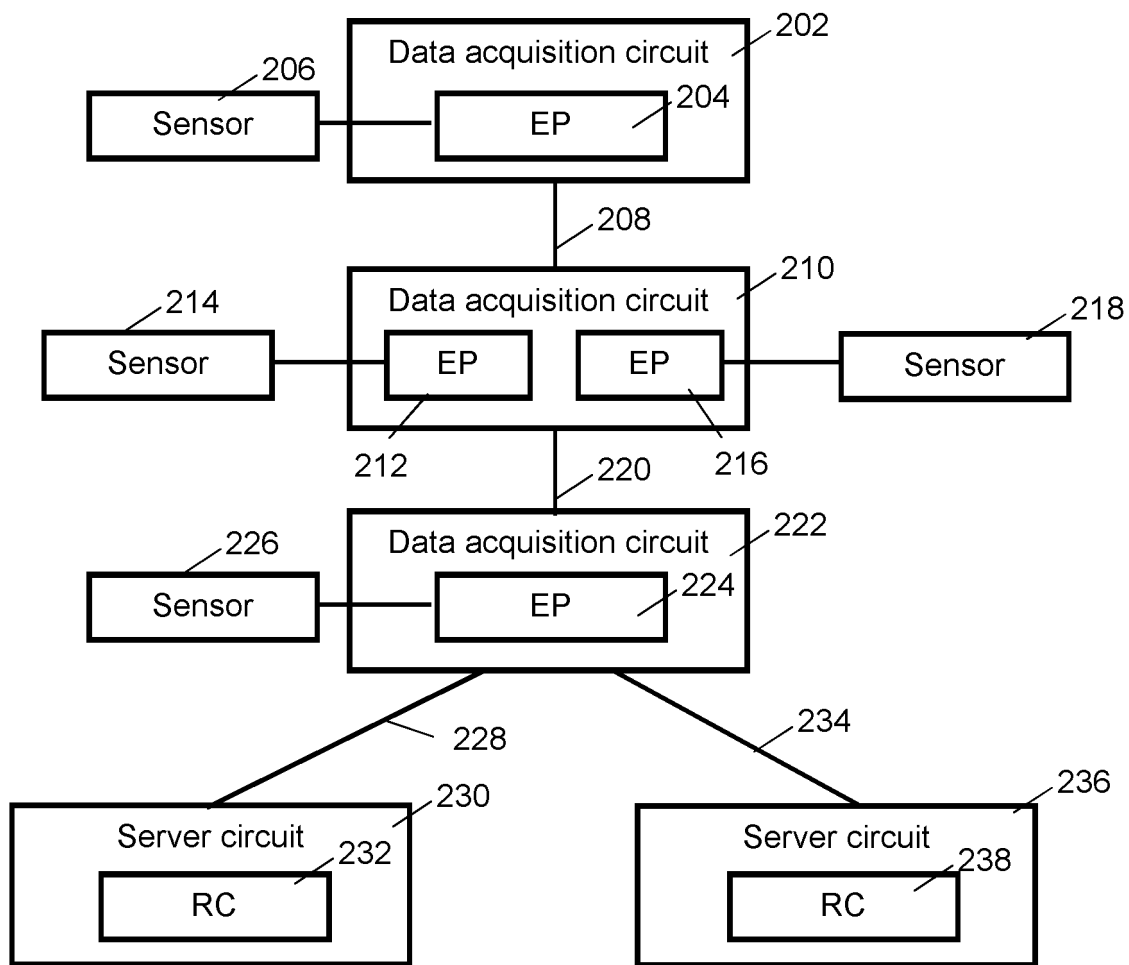 202
Data acquisition circuit
206
204
Sensor
EP
208
210
Data acquisition circuit
214
218
Sensor
EP
EP
Sensor
212
216
220
222
Data acquisition circuit
226
224
Sensor
EP
228
234
230
236
Server circuit
Server circuit
232
238
RC
RC